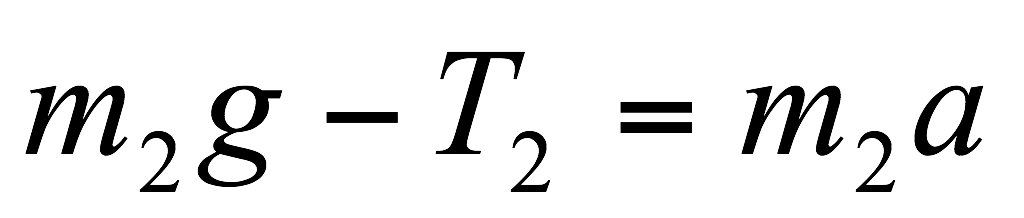 m₂g − T₂ = m₂a